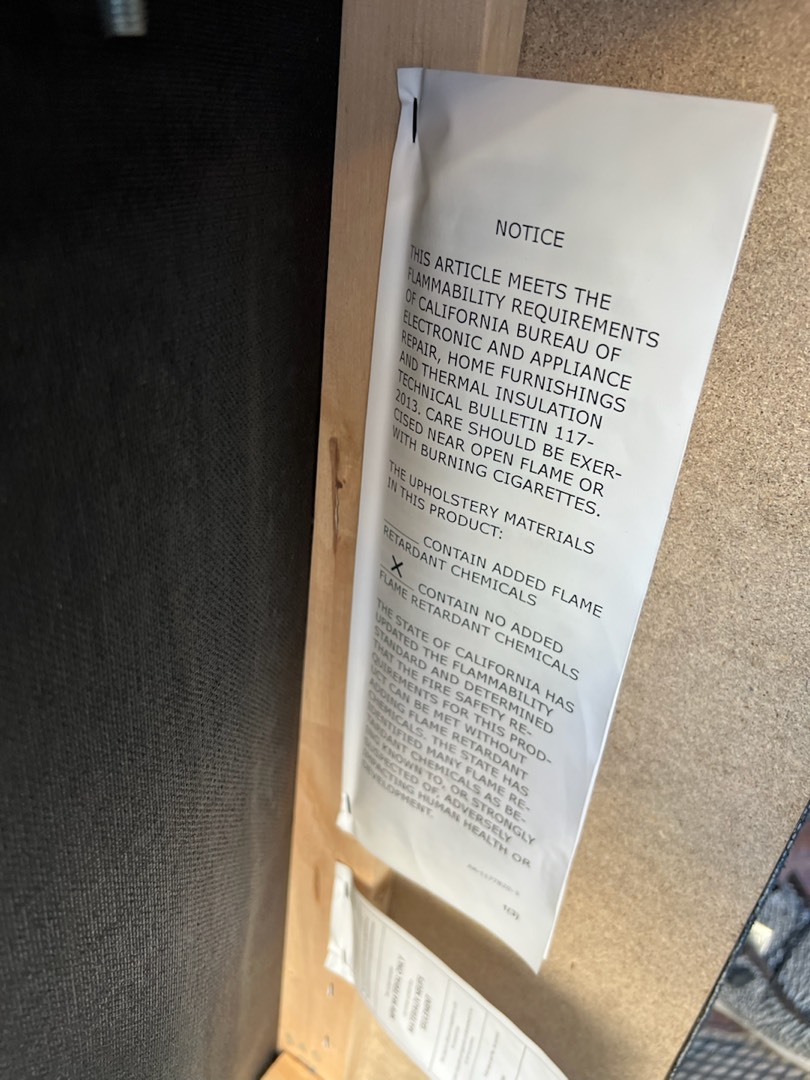 NOTICE
THIS ARTICLE MEETS THE
FLAMMABILITY REQUIREMENTS
OF CALIFORNIA BUREAU OF
ELECTRONIC AND APPLIANCE
REPAIR, HOME FURNISHINGS
AND THERMAL INSULATION
TECHNICAL BULLETIN 117-
2013. CARE SHOULD BE EXER-
CISED NEAR OPEN FLAME OR
WITH BURNING CIGARETTES.
THE UPHOLSTERY MATERIALS
IN THIS PRODUCT:
_____ CONTAIN ADDED FLAME
RETARDANT CHEMICALS
__X__ CONTAIN NO ADDED
FLAME RETARDANT CHEMICALS
THE STATE OF CALIFORNIA HAS
UPDATED THE FLAMMABILITY
STANDARD AND DETERMINED
THAT THE FIRE SAFETY RE-
QUIREMENTS FOR THIS PROD-
UCT CAN BE MET WITHOUT
ADDING FLAME RETARDANT
CHEMICALS. THE STATE HAS
IDENTIFIED MANY FLAME RE-
TARDANT CHEMICALS AS BE-
ING KNOWN TO, OR STRONGLY
SUSPECTED OF, ADVERSELY
IMPACTING HUMAN HEALTH OR
DEVELOPMENT.
1(3)